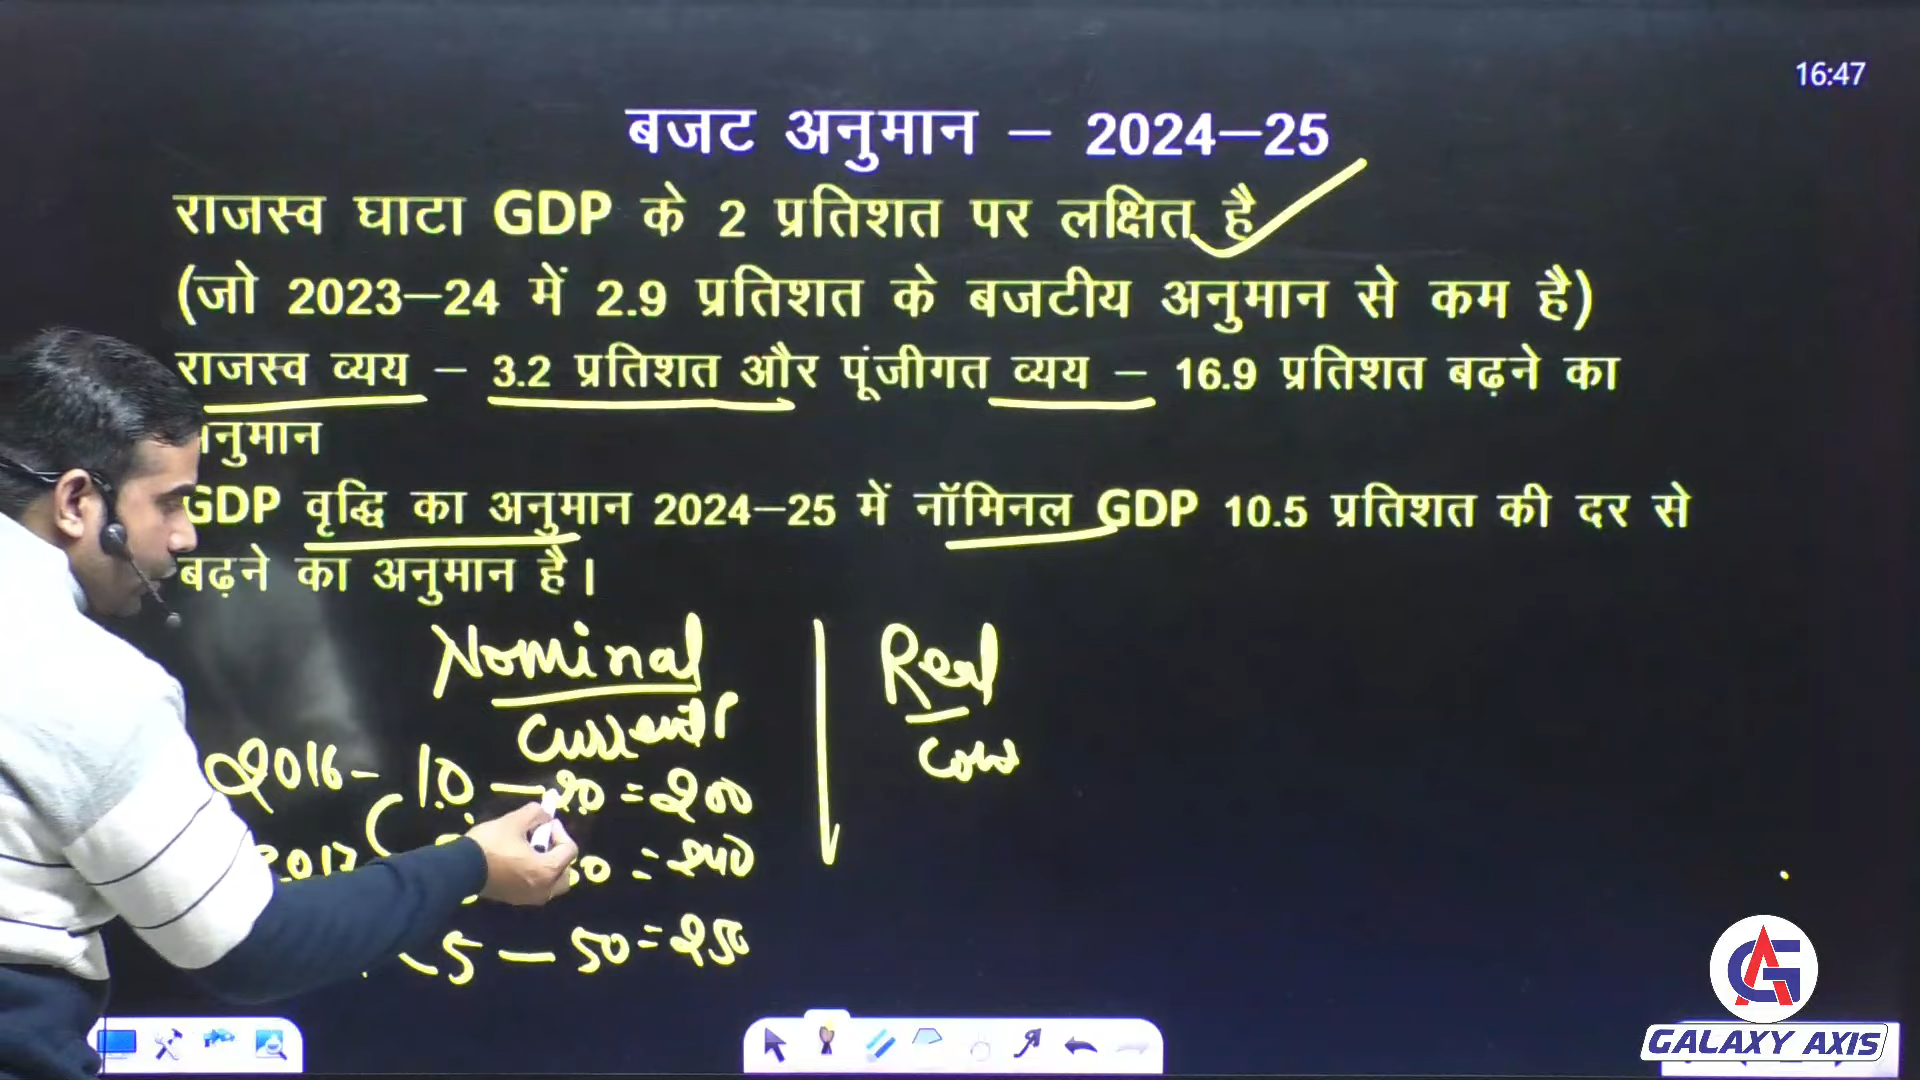 16:47
बजट अनुमान – 2024–25
राजस्व घाटा GDP के 2 प्रतिशत पर लक्षित है
(जो 2023–24 में 2.9 प्रतिशत के बजटीय अनुमान से कम है)
राजस्व व्यय – 3.2 प्रतिशत और पूंजीगत व्यय – 16.9 प्रतिशत बढ़ने का
नुमान
GDP वृद्धि का अनुमान 2024–25 में नॉमिनल GDP 10.5 प्रतिशत की दर से
बढ़ने का अनुमान है।
Nominal Real
Current
2016- 10 – 20 = 200
2017 = 240
5 – 50 = 250
GALAXY AXIS